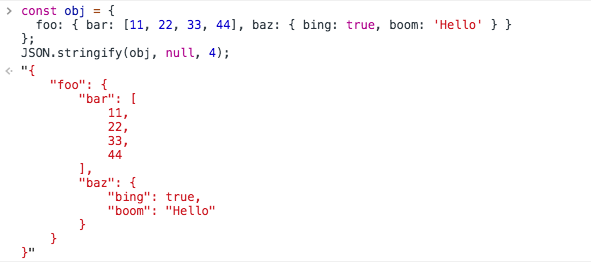 > const obj = {
    foo: { bar: [11, 22, 33, 44], baz: { bing: true, boom: 'Hello' } }
  };
  JSON.stringify(obj, null, 4);
< "{
      "foo": {
          "bar": [
              11,
              22,
              33,
              44
          ],
          "baz": {
              "bing": true,
              "boom": "Hello"
          }
      }
  }"